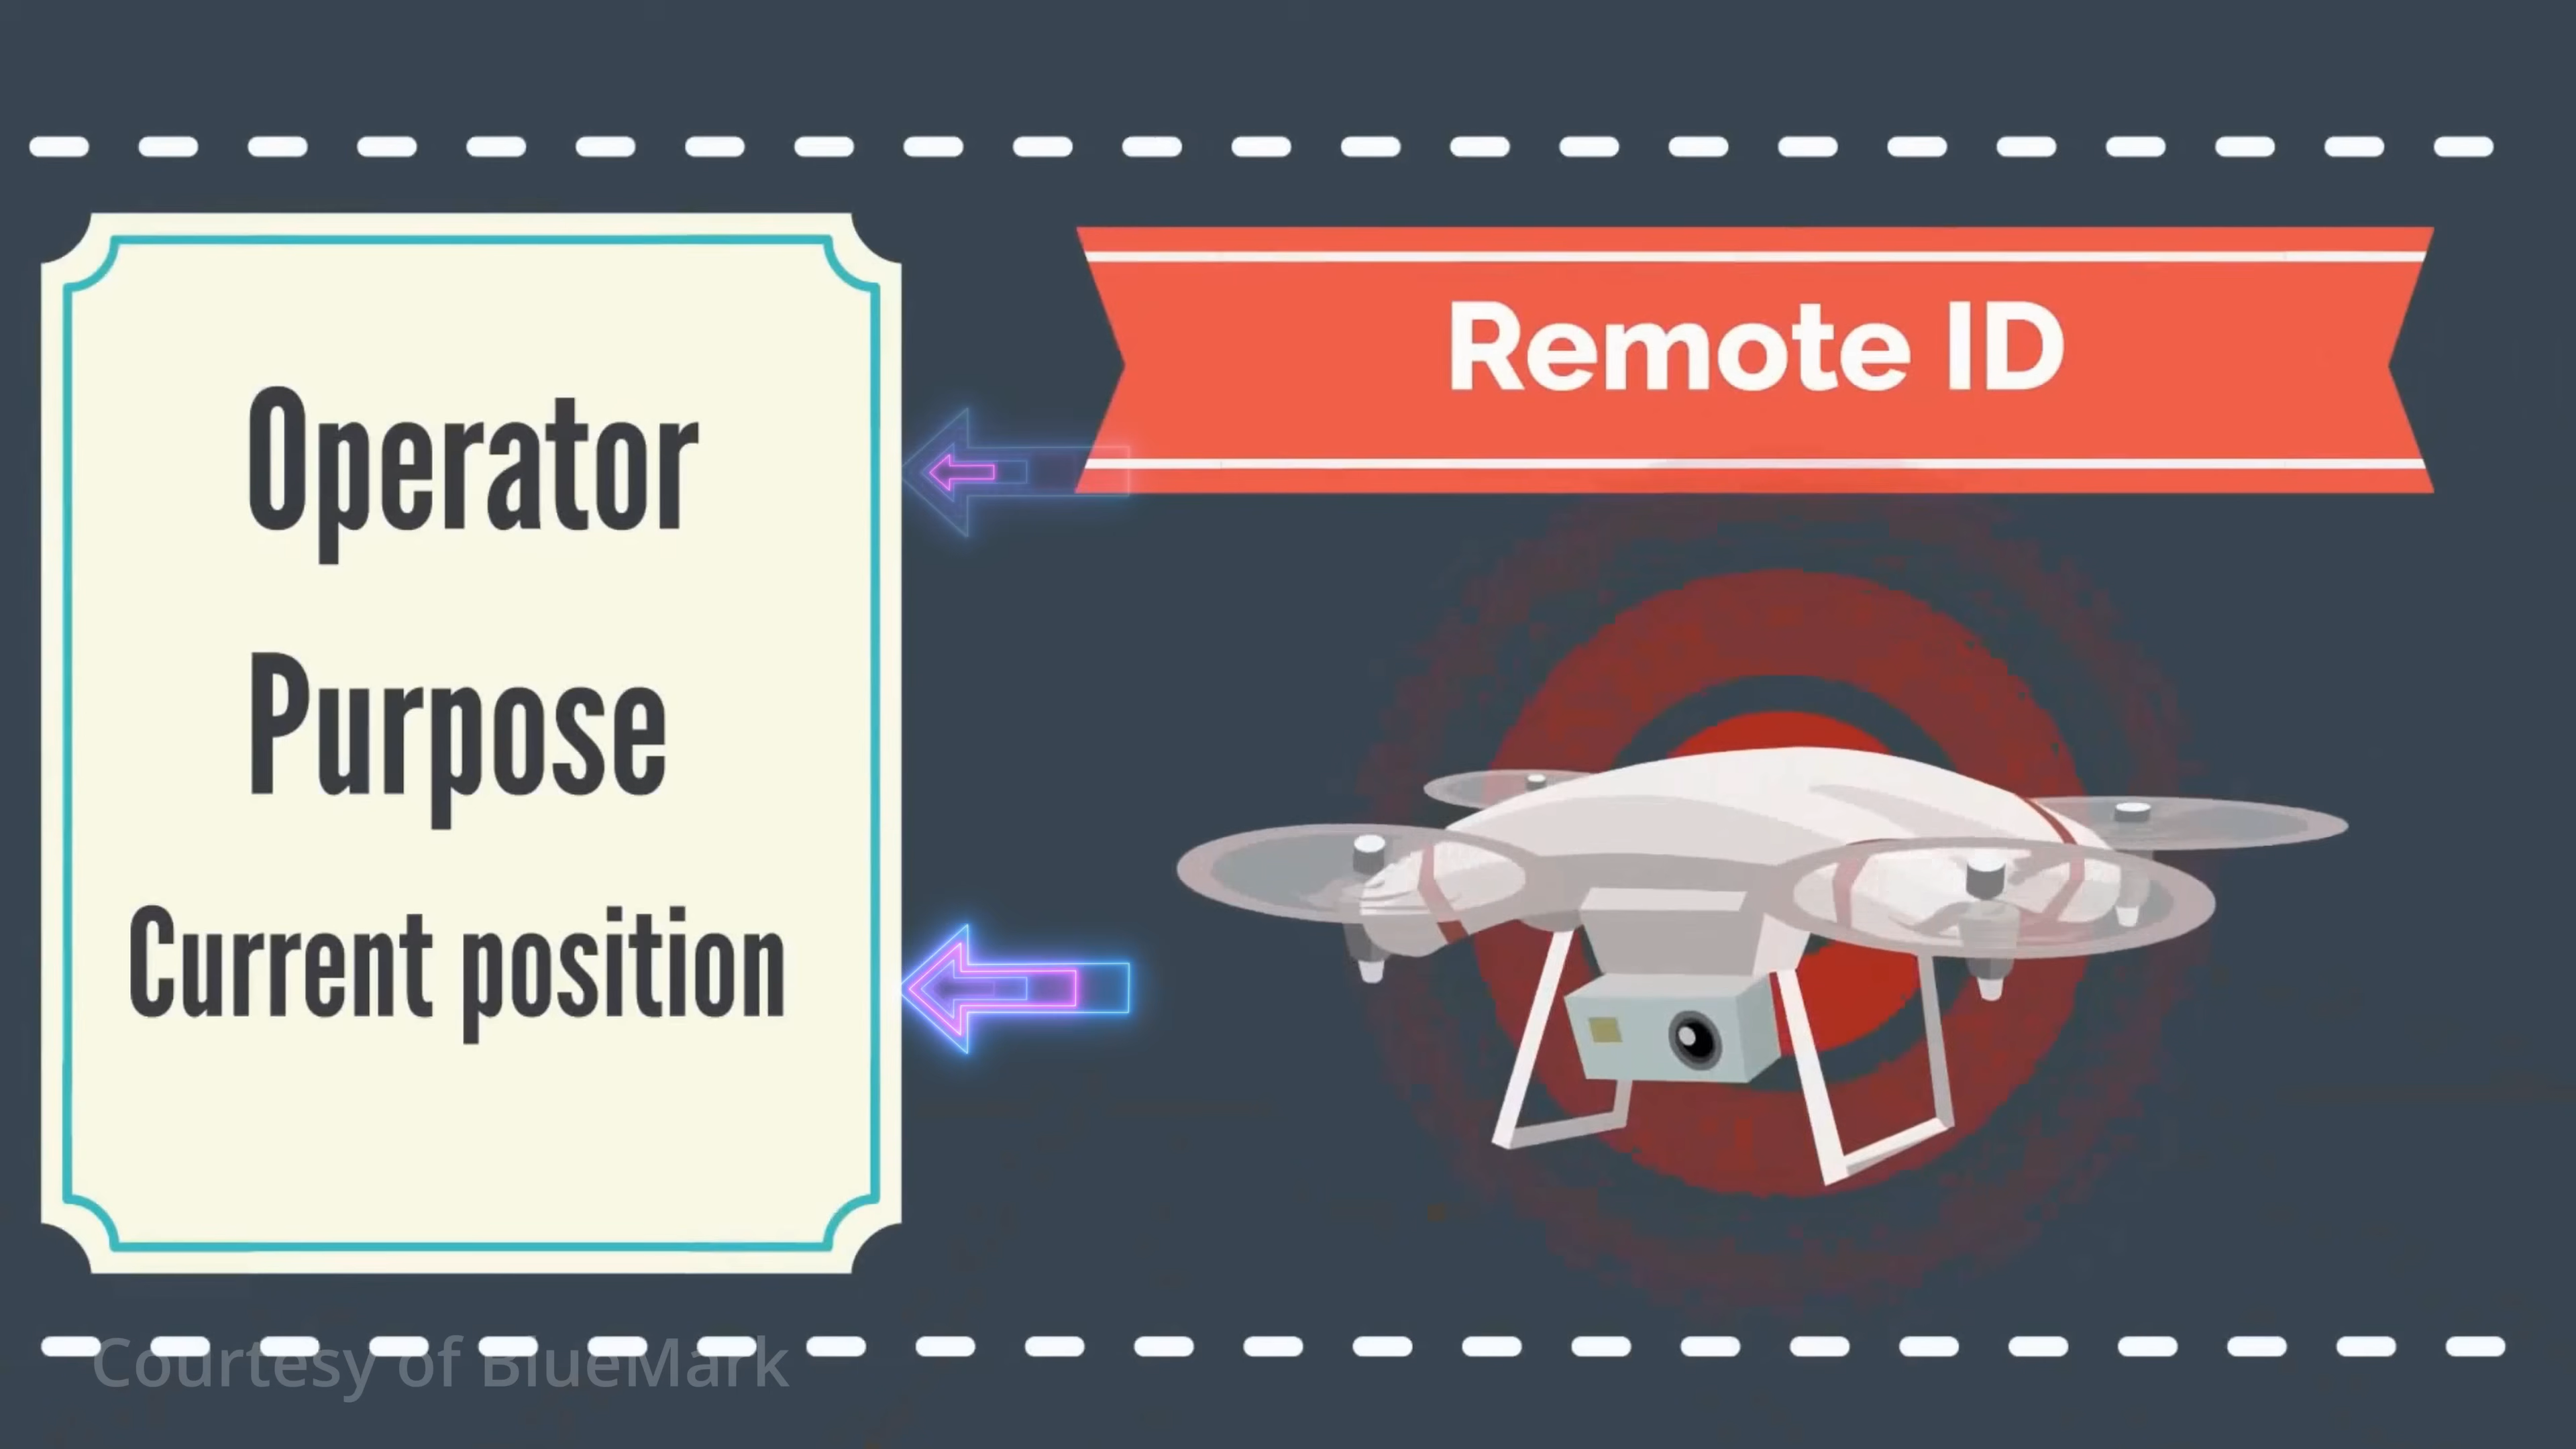 Remote ID
Operator
Purpose
Current position
Courtesy of BlueMark